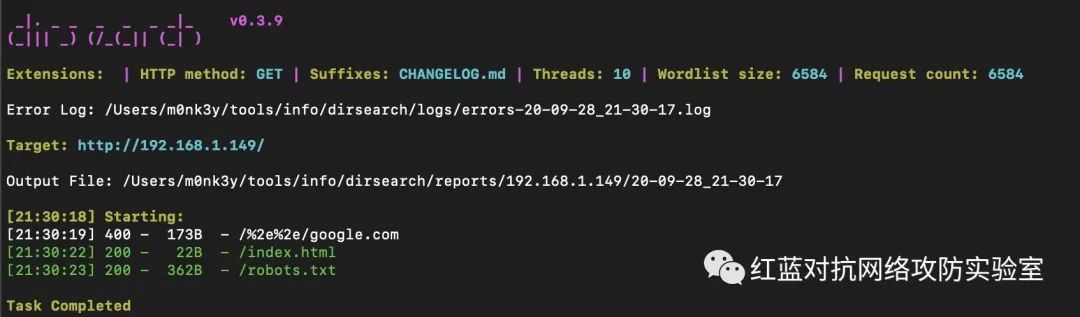 v0.3.9
Extensions:  | HTTP method: GET | Suffixes: CHANGELOG.md | Threads: 10 | Wordlist size: 6584 | Request count: 6584
Error Log: /Users/m0nk3y/tools/info/dirsearch/logs/errors-20-09-28_21-30-17.log
Target: http://192.168.1.149/
Output File: /Users/m0nk3y/tools/info/dirsearch/reports/192.168.1.149/20-09-28_21-30-17
[21:30:18] Starting:
[21:30:19] 400 -  173B  - /%2e%2e/google.com
[21:30:22] 200 -   22B  - /index.html
[21:30:23] 200 -  362B  - /robots.txt
红蓝对抗网络攻防实验室
Task Completed